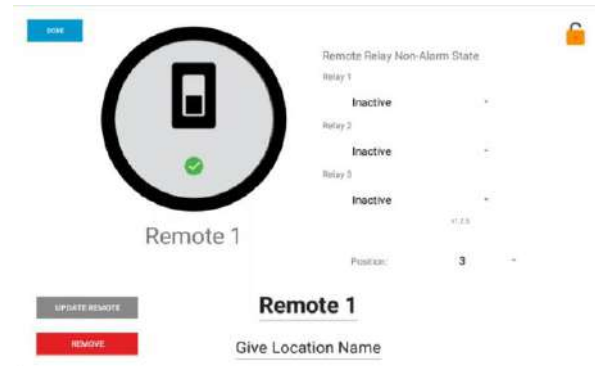 DONE
Remote Relay Non-Alarm State
Relay 1
Inactive
Relay 2
Inactive
Relay 3
Inactive
Remote 1
Position:
3
Remote 1
UPDATE REMOTE
REMOVE
Give Location Name